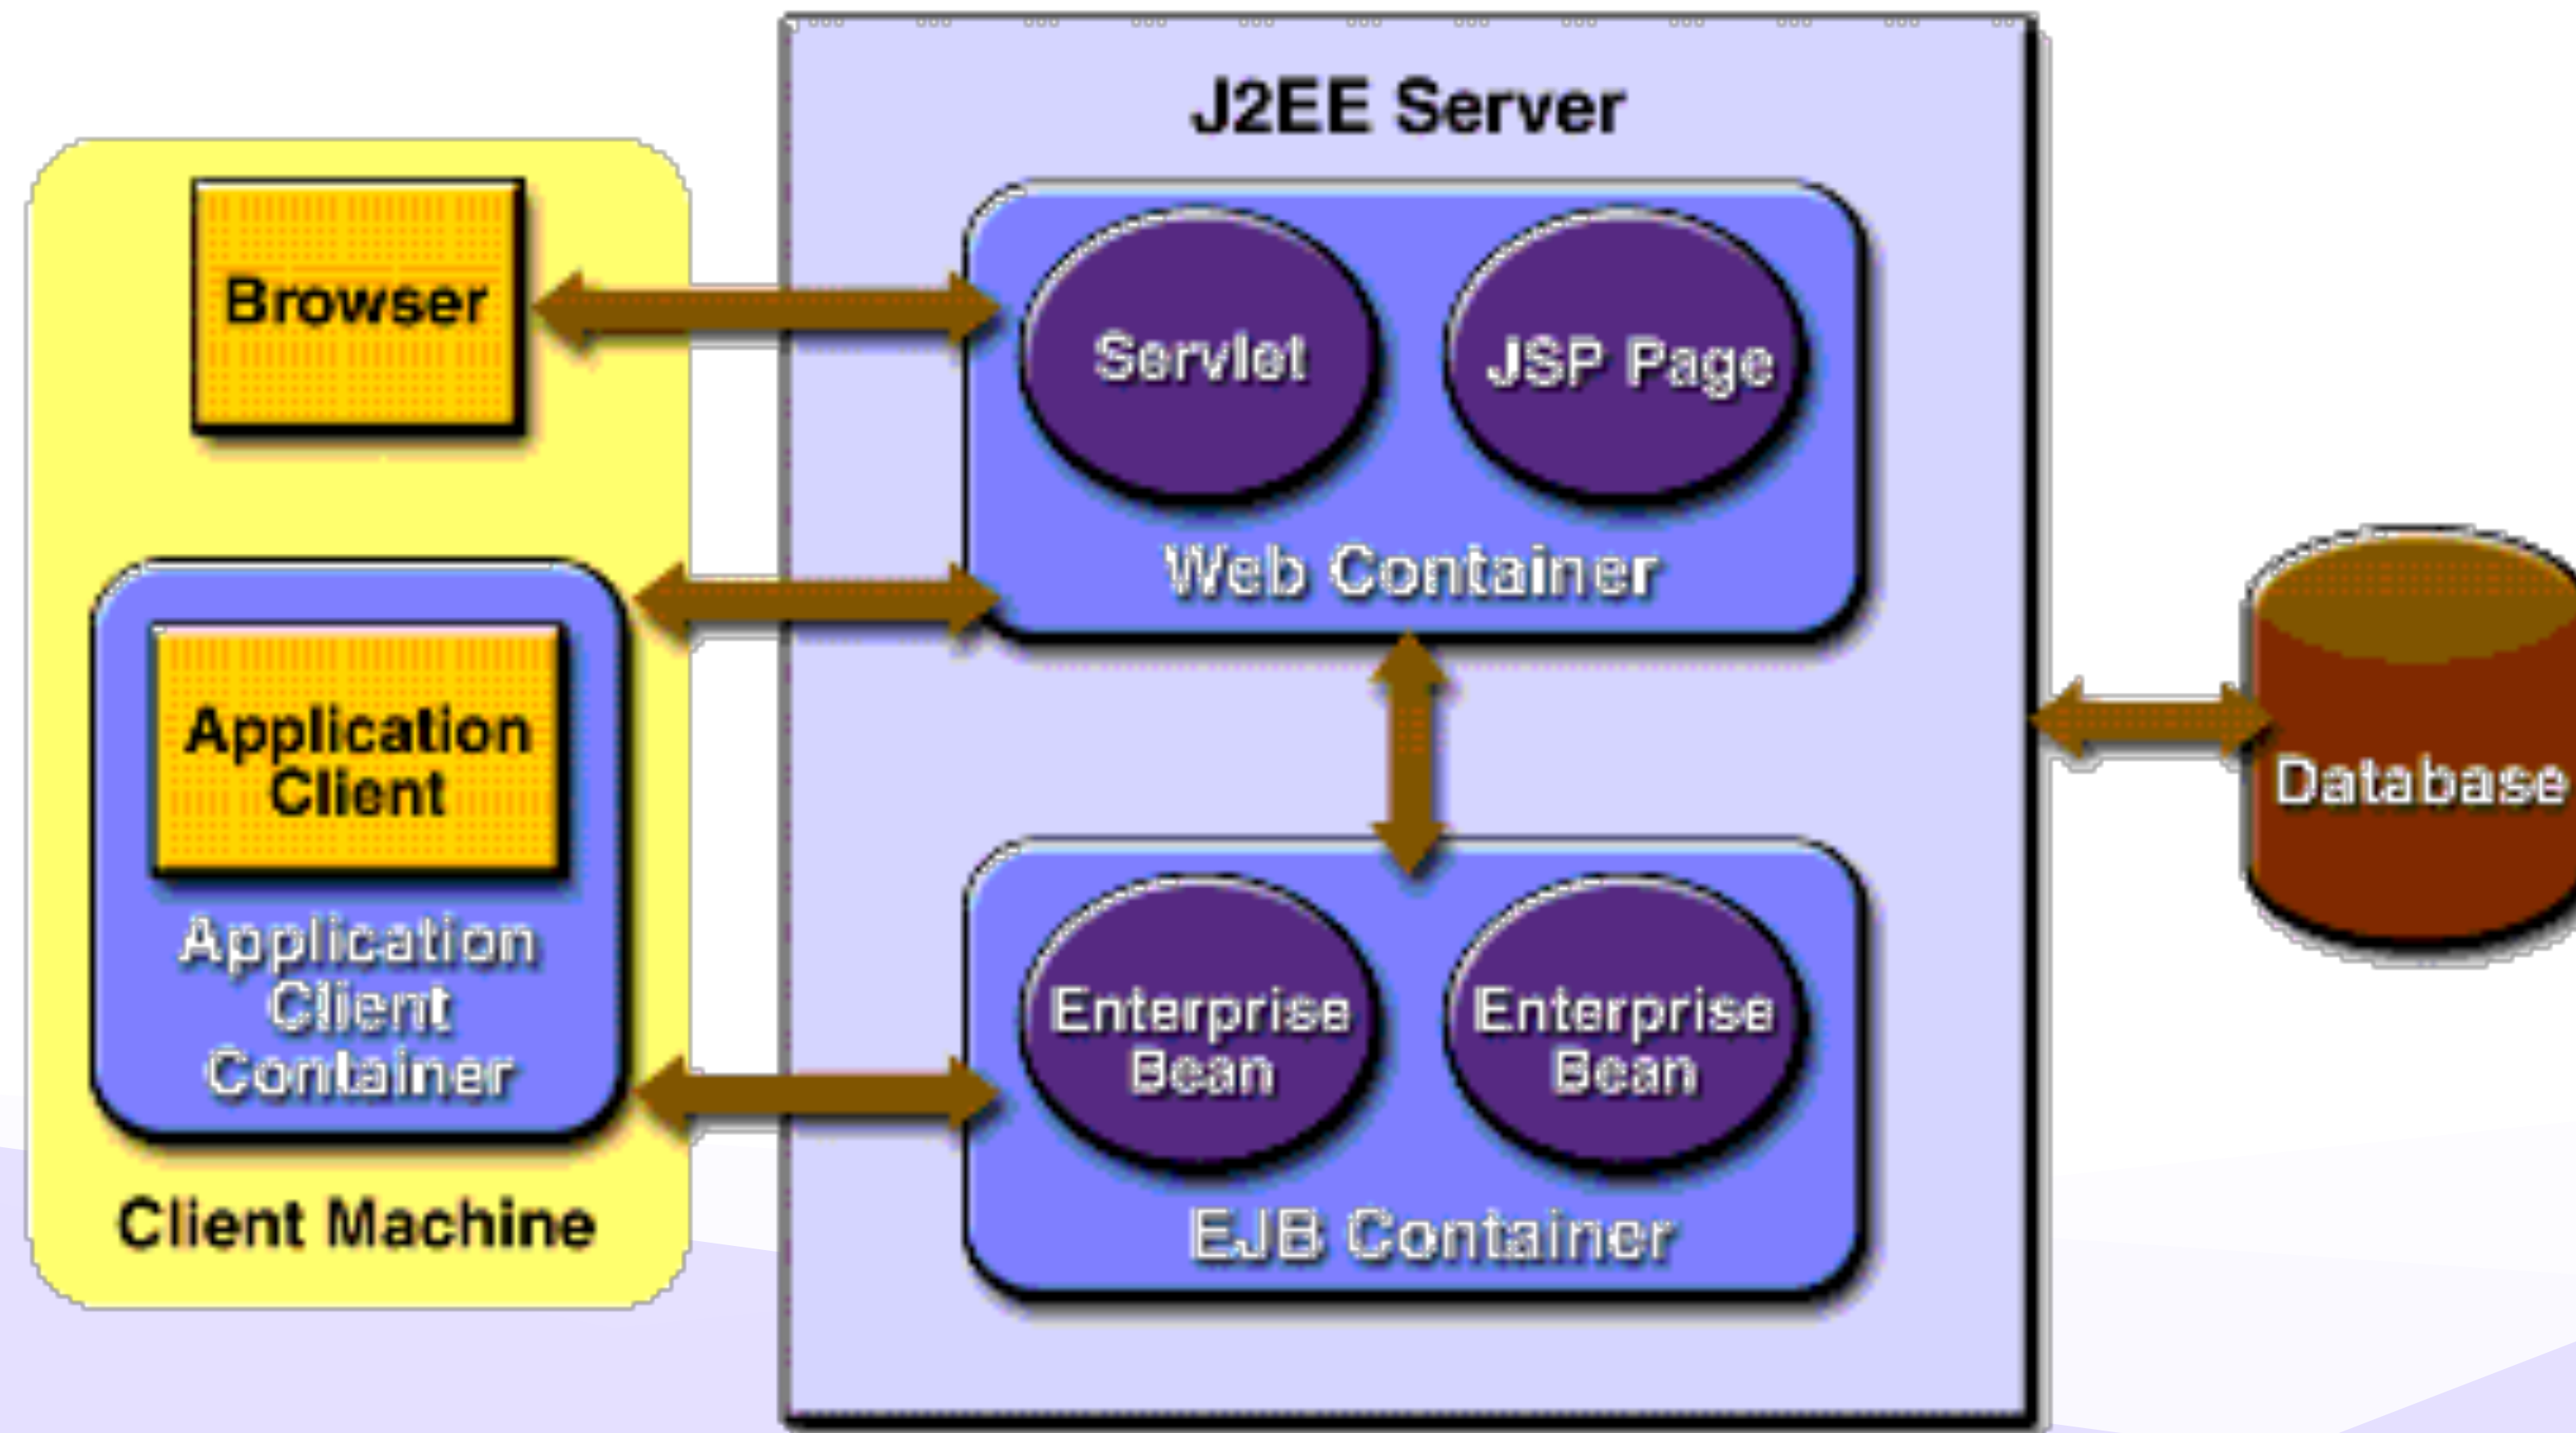 J2EE Server
Browser
Servlet
JSP Page
Web Container
Application
Client
Application
Client
Container
Client Machine
Enterprise
Bean
Enterprise
Bean
EJB Container
Database